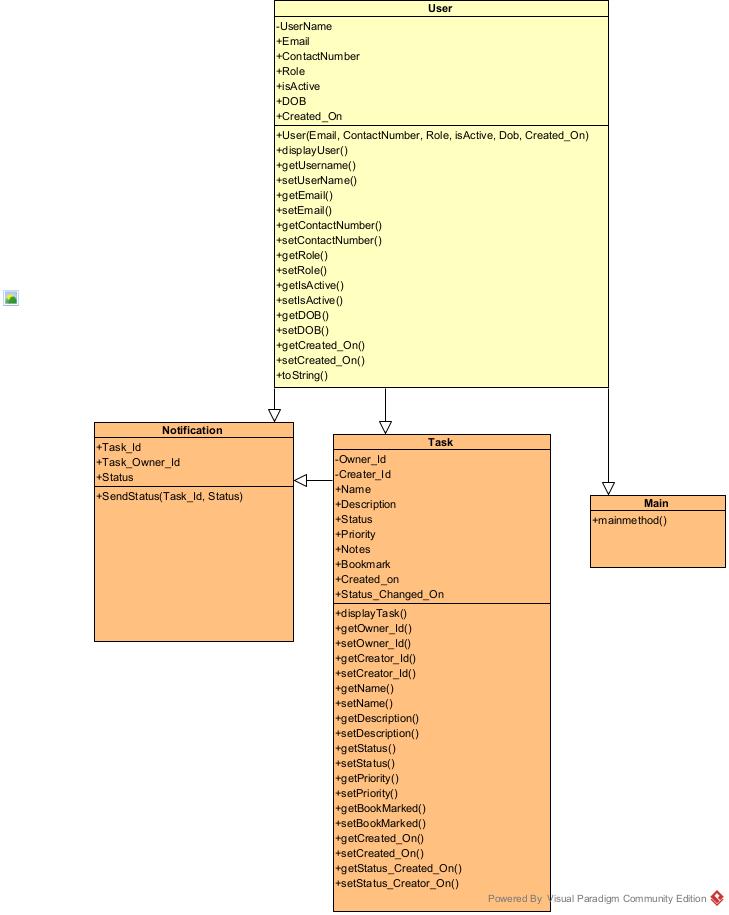 User
-UserName
+Email
+ContactNumber
+Role
+isActive
+DOB
+Created_On
+User(Email, ContactNumber, Role, isActive, Dob, Created_On)
+displayUser()
+getUsername()
+setUserName()
+getEmail()
+setEmail()
+getContactNumber()
+setContactNumber()
+getRole()
+setRole()
+getIsActive()
+setIsActive()
+getDOB()
+setDOB()
+getCreated_On()
+setCreated_On()
+toString()
Notification
+Task_Id
+Task_Owner_Id
+Status
+SendStatus(Task_Id, Status)
Task
-Owner_Id
-Creater_Id
+Name
+Description
+Status
+Priority
+Notes
+Bookmark
+Created_on
+Status_Changed_On
+displayTask()
+getOwner_Id()
+setOwner_Id()
+getCreator_Id()
+setCreator_Id()
+getName()
+setName()
+getDescription()
+setDescription()
+getStatus()
+setStatus()
+getPriority()
+setPriority()
+getBookMarked()
+setBookMarked()
+getCreated_On()
+setCreated_On()
+getStatus_Created_On()
+setStatus_Creator_On()
Main
+mainmethod()
Powered By Visual Paradigm Community Edition